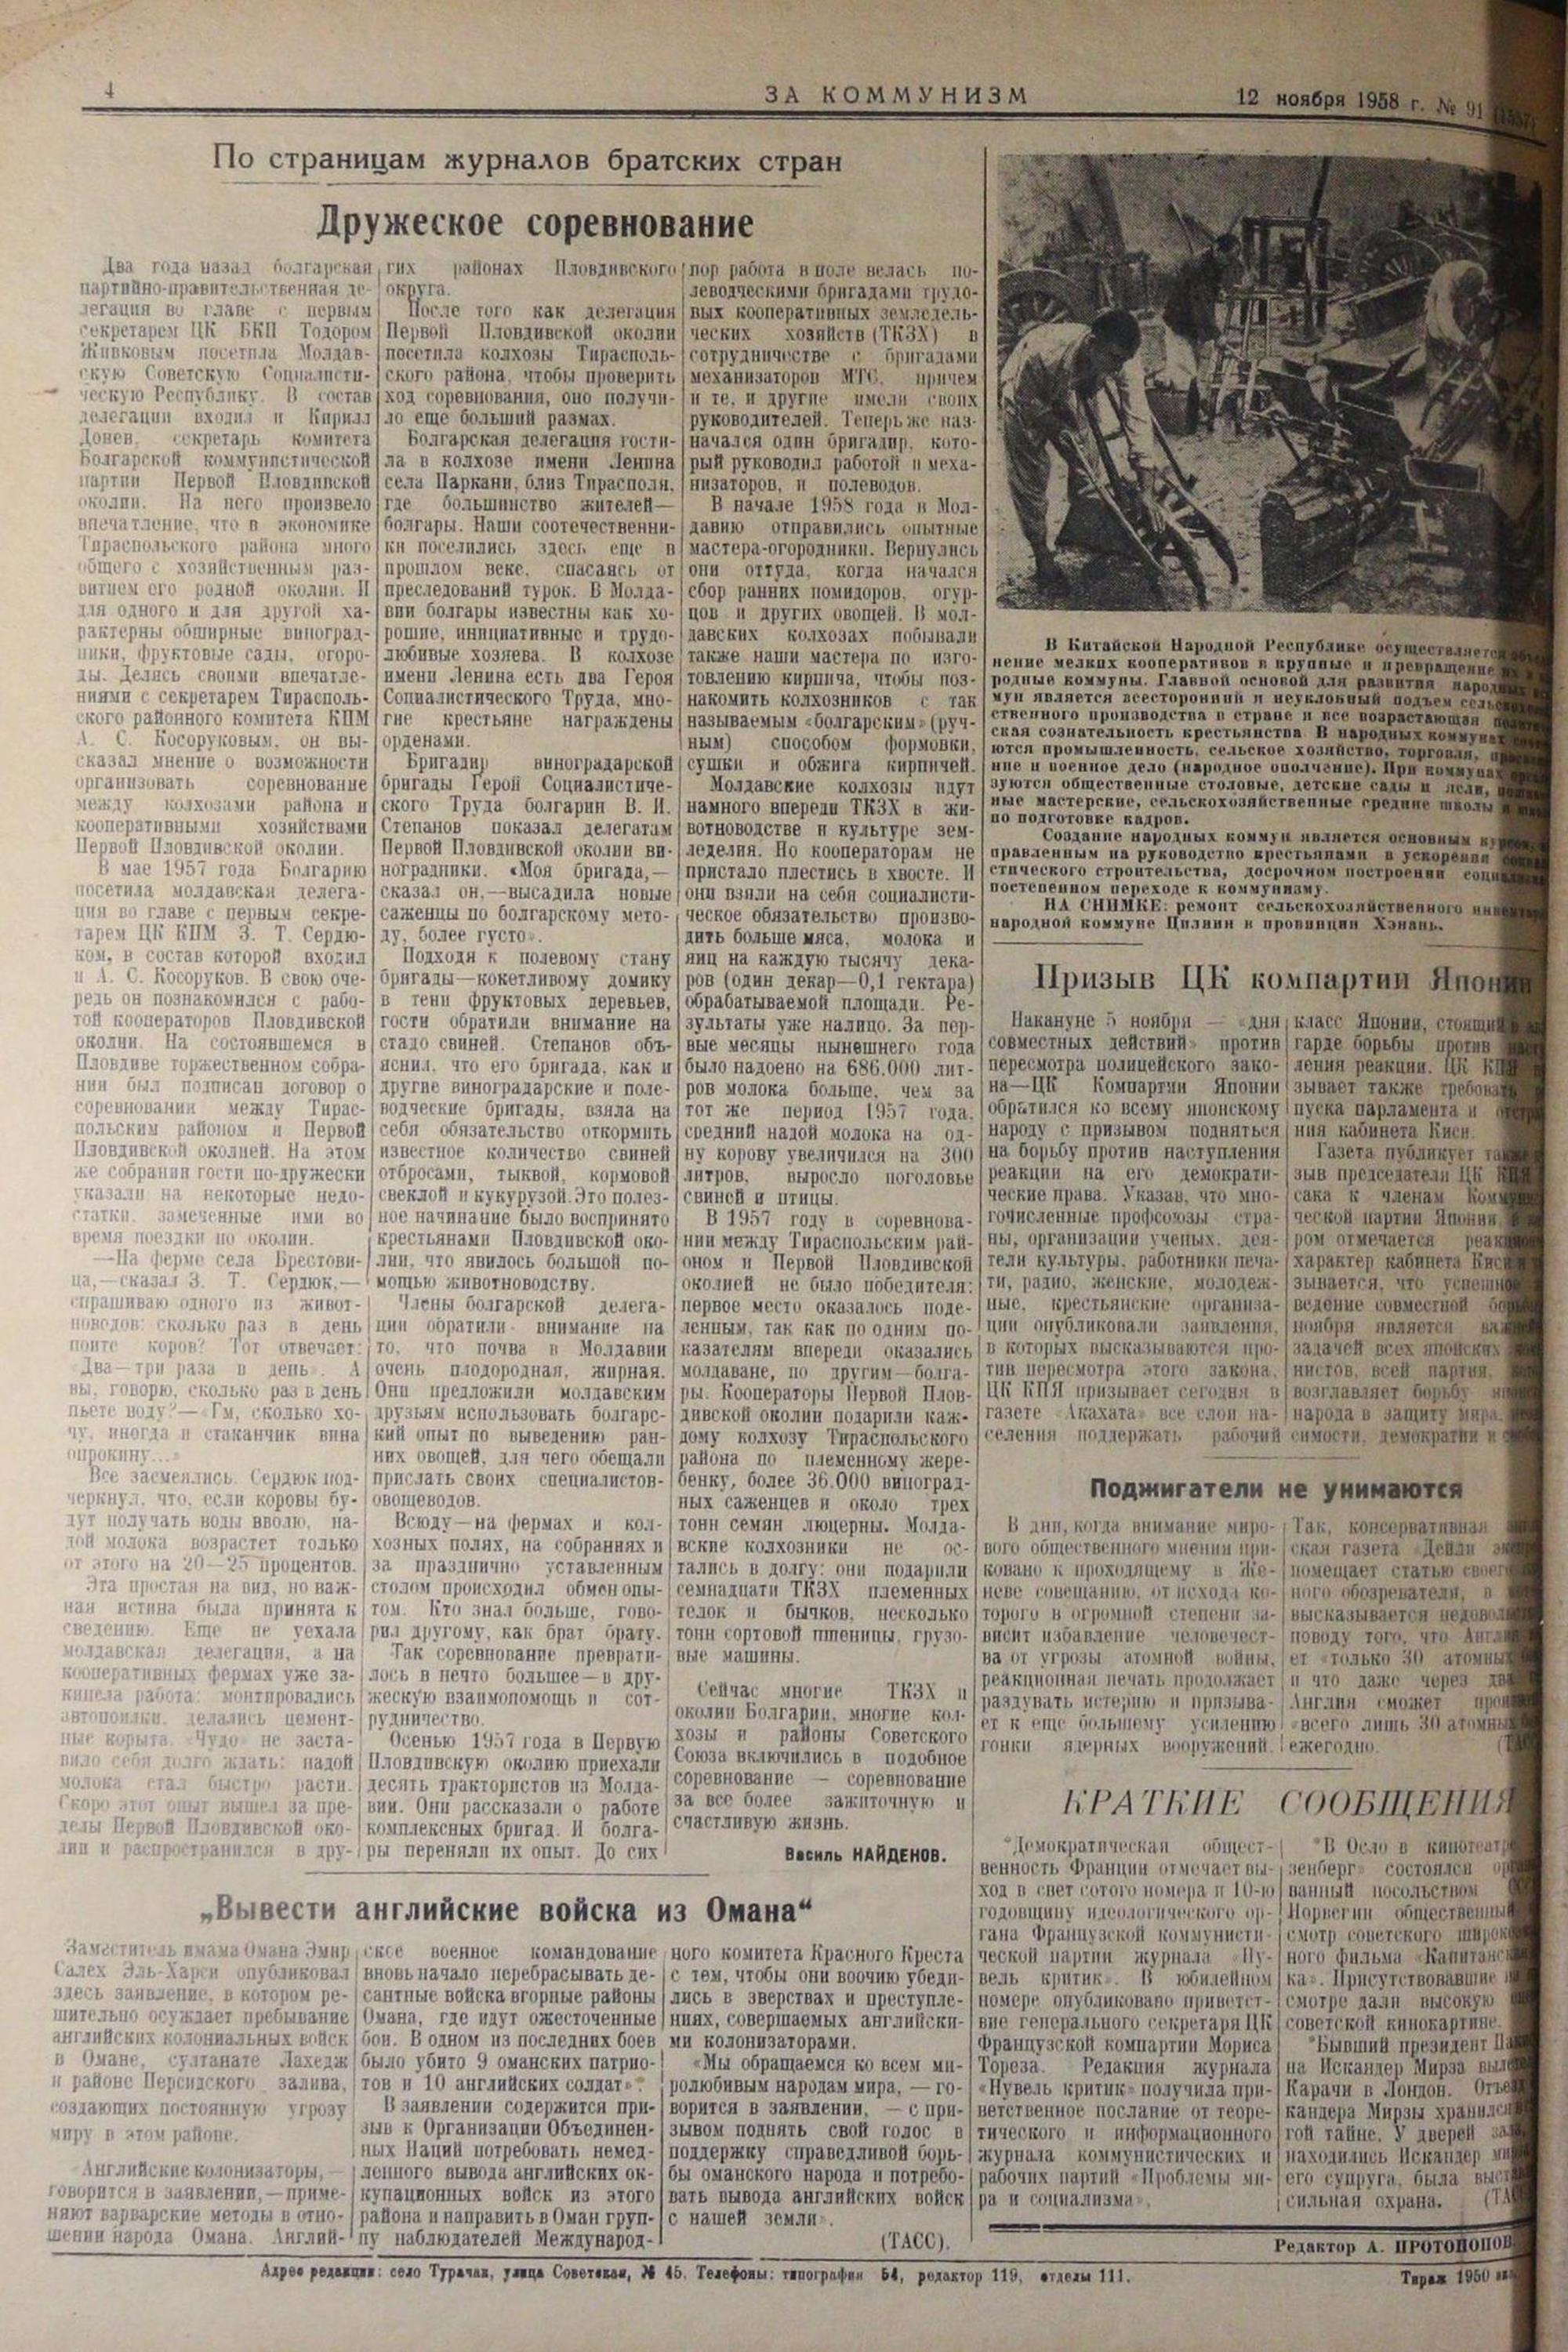 4
ЗА КОММУНИЗМ
12 ноября 1958 г. № 91
По страницам журналов братских стран
Дружеское соревнование
Два года назад болгарская
партийно-правительственная де-
легация во главе с первым
секретарем ЦК БКП Тодором
Живковым посетила Молдав-
скую Советскую Социалисти-
ческую Республику. В состав
делегации входил и Кирилл
Донев, секретарь комитета
Болгарской коммунистической
партии Первой Пловдивской
околии. На него произвело
впечатление, что в экономике
Тираспольского района много
общего с хозяйственным раз-
витием его родной околии. И
для одного и для другой ха-
рактерны обширные виноград-
ники, фруктовые сады, огоро-
ды. Делясь своими впечатле-
ниями с секретарем Тирасполь-
ского районного комитета КПМ
А. С. Косоруковым, он вы-
сказал мнение о возможности
организовать соревнование
между колхозами района и
кооперативными хозяйствами
Первой Пловдивской околии.
В мае 1957 года Болгарию
посетила молдавская делега-
ция во главе с первым секре-
тарем ЦК КПМ З. Т. Сердю-
ком, в состав которой входил
и А. С. Косоруков. В свою оче-
редь он познакомился с рабо-
той кооператоров Пловдивской
околии. На состоявшемся в
Пловдиве торжественном собра-
нии был подписан договор о
соревновании между Тирас-
польским районом и Первой
Пловдивской околией. На этом
же собрании гости по-дружески
указали на некоторые недо-
статки, замеченные ими во
время поездки по околии.
—На ферме села Брестови-
ца,—сказал З. Т. Сердюк,—
спрашиваю одного из живот-
новодов: сколько раз в день
поите коров? Тот отвечает:
«Два—три раза в день». А
вы, говорю, сколько раз в день
пьете воду?—«Гм, сколько хо-
чу, иногда и стаканчик вина
опрокину...»
Все засмеялись. Сердюк под-
черкнул, что, если коровы бу-
дут получать воды вволю, на-
дой молока возрастет только
от этого на 20—25 процентов.
Эта простая на вид, но важ-
ная истина была принята к
сведению. Еще не уехала
молдавская делегация, а на
кооперативных фермах уже за-
кипела работа: монтировались
автопоилки, делались цемент-
ные корыта. Чудо не заста-
вило себя долго ждать: надой
молока стал быстро расти.
Скоро этот опыт вышел за пре-
делы Первой Пловдивской око-
лии и распространился в дру-
гих районах Пловдивского
округа.
После того как делегация
Первой Пловдивской околии
посетила колхозы Тирасполь-
ского района, чтобы проверить
ход соревнования, оно получи-
ло еще больший размах.
Болгарская делегация гости-
ла в колхозе имени Ленина
села Паркани, близ Тирасполя,
где большинство жителей—
болгары. Наши соотечественни-
ки поселились здесь еще в
прошлом веке, спасаясь от
преследований турок. В Молда-
вии болгары известны как хо-
рошие, инициативные и трудо-
любивые хозяева. В колхозе
имени Ленина есть два Героя
Социалистического Труда, мно-
гие крестьяне награждены
орденами.
Бригадир виноградарской
бригады Герой Социалистиче-
ского Труда болгарин В. И.
Степанов показал делегатам
Первой Пловдивской околии ви-
ноградники. «Моя бригада,—
сказал он,—высадила новые
саженцы по болгарскому мето-
ду, более густо».
Подходя к полевому стану
бригады—кокетливому домику
в тени фруктовых деревьев,
гости обратили внимание на
стадо свиней. Степанов объ-
яснил, что его бригада, как и
другие виноградарские и поле-
водческие бригады, взяла на
себя обязательство откормить
известное количество свиней
отбросами, тыквой, кормовой
свеклой и кукурузой. Это полез-
ное начинание было воспринято
крестьянами Пловдивской око-
лии, что явилось большой по-
мощью животноводству.
Члены болгарской делега-
ции обратили внимание на
то, что почва в Молдавии
очень плодородная, жирная.
Они предложили молдавским
друзьям использовать болгарс-
кий опыт по выведению ран-
них овощей, для чего обещали
прислать своих специалистов-
овощеводов.
Всюду—на фермах и кол-
хозных полях, на собраниях и
за празднично уставленным
столом происходил обмен опы-
том. Кто знал больше, гово-
рил другому, как брат брату.
Так соревнование преврати-
лось в нечто большее—в дру-
жескую взаимопомощь и сот-
рудничество.
Осенью 1957 года в Первую
Пловдивскую околию приехали
десять трактористов из Молда-
вии. Они рассказали о работе
комплексных бригад. И болга-
ры переняли их опыт. До сих
пор работа в поле велась по-
леводческими бригадами трудо-
вых кооперативных земледель-
ческих хозяйств (ТКЗХ) в
сотрудничестве с бригадами
механизаторов МТС, причем
и те, и другие имели своих
руководителей. Теперь же наз-
начался один бригадир, кото-
рый руководил работой и меха-
низаторов, и полеводов.
В начале 1958 года в Мол-
давию отправились опытные
мастера-огородники. Вернулись
они оттуда, когда начался
сбор ранних помидоров, огур-
цов и других овощей. В мол-
давских колхозах побывали
также наши мастера по изго-
товлению кирпича, чтобы поз-
накомить колхозников с так
называемым «болгарским» (руч-
ным) способом формовки,
сушки и обжига кирпичей.
Молдавские колхозы идут
намного впереди ТКЗХ в жи-
вотноводстве и культуре зем-
леделия. Но кооператорам не
пристало плестись в хвосте. И
они взяли на себя социалисти-
ческое обязательство произво-
дить больше мяса, молока и
яиц на каждую тысячу дека-
ров (один декар—0,1 гектара)
обрабатываемой площади. Ре-
зультаты уже налицо. За пер-
вые месяцы нынешнего года
было надоено на 686.000 лит-
ров молока больше, чем за
тот же период 1957 года,
средний надой молока на од-
ну корову увеличился на 300
литров, выросло поголовье
свиней и птицы.
В 1957 году в соревнова-
нии между Тираспольским рай-
оном и Первой Пловдивской
околией не было победителя:
первое место оказалось поде-
ленным, так как по одним по-
казателям впереди оказались
молдаване, по другим—болга-
ры. Кооператоры Первой Плов-
дивской околии подарили каж-
дому колхозу Тираспольского
района по племенному жере-
бенку, более 36.000 виноград-
ных саженцев и около трех
тонн семян люцерны. Молда-
вские колхозники не ос-
тались в долгу: они подарили
семнадцати ТКЗХ племенных
телок и бычков, несколько
тонн сортовой пшеницы, грузо-
вые машины.
Сейчас многие ТКЗХ и
околии Болгарии, многие кол-
хозы и районы Советского
Союза включились в подобное
соревнование — соревнование
за все более зажиточную и
счастливую жизнь.
Василь НАЙДЕНОВ.
„Вывести английские войска из Омана“
Заместитель имама Омана Эмир
Салех Эль-Харси опубликовал
здесь заявление, в котором ре-
шительно осуждает пребывание
английских колониальных войск
в Омане, султанате Лахедж
и районе Персидского залива,
создающих постоянную угрозу
миру в этом районе.
Английские колонизаторы, —
говорится в заявлении,—приме-
няют варварские методы в отно-
шении народа Омана. Англий-
ское военное командование
вновь начало перебрасывать де-
сантные войска в горные районы
Омана, где идут ожесточенные
бои. В одном из последних боев
было убито 9 оманских патрио-
тов и 10 английских солдат».
В заявлении содержится при-
зыв к Организации Объединен-
ных Наций потребовать немед-
ленного вывода английских ок-
купационных войск из этого
района и направить в Оман груп-
пу наблюдателей Международ-
ного комитета Красного Креста
с тем, чтобы они воочию убеди-
лись в зверствах и преступле-
ниях, совершаемых английски-
ми колонизаторами.
«Мы обращаемся ко всем ми-
ролюбивым народам мира, — го-
ворится в заявлении, — с при-
зывом поднять свой голос в
поддержку справедливой борь-
бы оманского народа и потребо-
вать вывода английских войск
с нашей земли».
(ТАСС).
В Китайской Народной Республике осуществляется
нение мелких кооперативов в крупные и превращение
родные коммуны. Главной основой для развития народных
мун является всесторонний и неуклонный подъем
ственного производства в стране и все возрастающая
ская сознательность крестьянства. В народных коммунах
ются промышленность, сельское хозяйство, торговля,
ние и военное дело (народное ополчение). При коммунах
зуются общественные столовые, детские сады и ясли,
ные мастерские, сельскохозяйственные средние школы
по подготовке кадров.
Создание народных коммун является основным
правленным на руководство крестьянами в ускорении
стического строительства, досрочном построении
постепенном переходе к коммунизму.
НА СНИМКЕ: ремонт сельскохозяйственного
народной коммуне Цилиин в провинции Хэнань.
Призыв ЦК компартии Японии
Накануне 5 ноября — «дня
совместных действий» против
пересмотра полицейского зако-
на—ЦК Компартии Японии
обратился ко всему японскому
народу с призывом подняться
на борьбу против наступления
реакции на его демократи-
ческие права. Указав, что мно-
гочисленные профсоюзы стра-
ны, организации ученых, дея-
тели культуры, работники печа-
ти, радио, женские, молодеж-
ные, крестьянские организа-
ции опубликовали заявления,
в которых высказываются про-
тив пересмотра этого закона,
ЦК КПЯ призывает сегодня в
газете «Акахата» все слои на-
селения поддержать рабочий
класс Японии, стоящий
гарде борьбы против
ления реакции. ЦК
зывает также требовать
пуска парламента и
ния кабинета Киси.
Газета публикует
зыв председателя ЦК
сака к членам
ческой партии Японии,
ром отмечается
характер кабинета Киси
зывается, что успешное
ведение совместной
ноября является
задачей всех японских
нистов, всей партии,
возглавляет борьбу
народа в защиту мира,
симости, демократии и
Поджигатели не унимаются
В дни, когда внимание миро-
вого общественного мнения при-
ковано к проходящему в Же-
неве совещанию, от исхода ко-
торого в огромной степени за-
висит избавление человечест-
ва от угрозы атомной войны,
реакционная печать продолжает
раздувать истерию и призыва-
ет к еще большему усилению
гонки ядерных вооружений.
Так, консервативная
ская газета «Дейли
помещает статью своего
ного обозревателя, в
высказывается
поводу того, что
ет «только 30 атомных
и что даже через
Англия сможет
«всего лишь 30 атомных
ежегодно.
КРАТКИЕ СООБЩЕНИЯ
*Демократическая общест-
венность Франции отмечает вы-
ход в свет сотого номера и 10-ю
годовщину идеологического ор-
гана Французской коммунисти-
ческой партии журнала «Ну-
вель критик». В юбилейном
номере опубликовано приветст-
вие генерального секретаря ЦК
Французской компартии Мориса
Тореза. Редакция журнала
«Нувель критик» получила при-
ветственное послание от теоре-
тического и информационного
журнала коммунистических и
рабочих партий «Проблемы ми-
ра и социализма».
*В Осло в
зенберг» состоялся
ванный посольством
Норвегии общественный
смотр советского
ного фильма
ка». Присутствовавшие
смотре дали высокую
советской кинокартине.
*Бывший президент
на Искандер Мирза
Карачи в Лондон.
кандера Мирзы хранился
гой тайне. У дверей
находились Искандер
его супруга, была
сильная охрана.
Редактор А. ПРОТОПОПОВ
Адрес редакции: село Турачак, улица Советская, № 45. Телефоны: типографии 54, редактор 119, отделы 111.
Тираж 1950